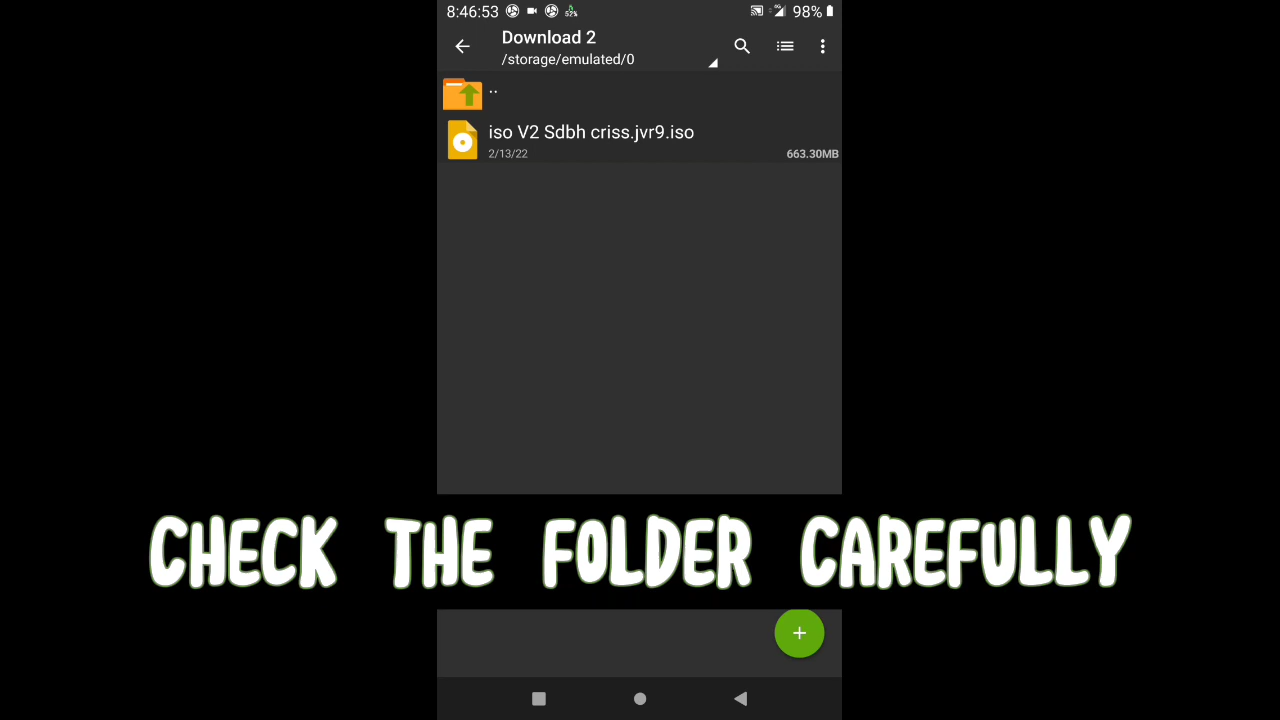 8:46:53
52%
98%
Download 2
/storage/emulated/0
..
iso V2 Sdbh criss.jvr9.iso
2/13/22
663.30MB
CHECK THE FOLDER CAREFULLY